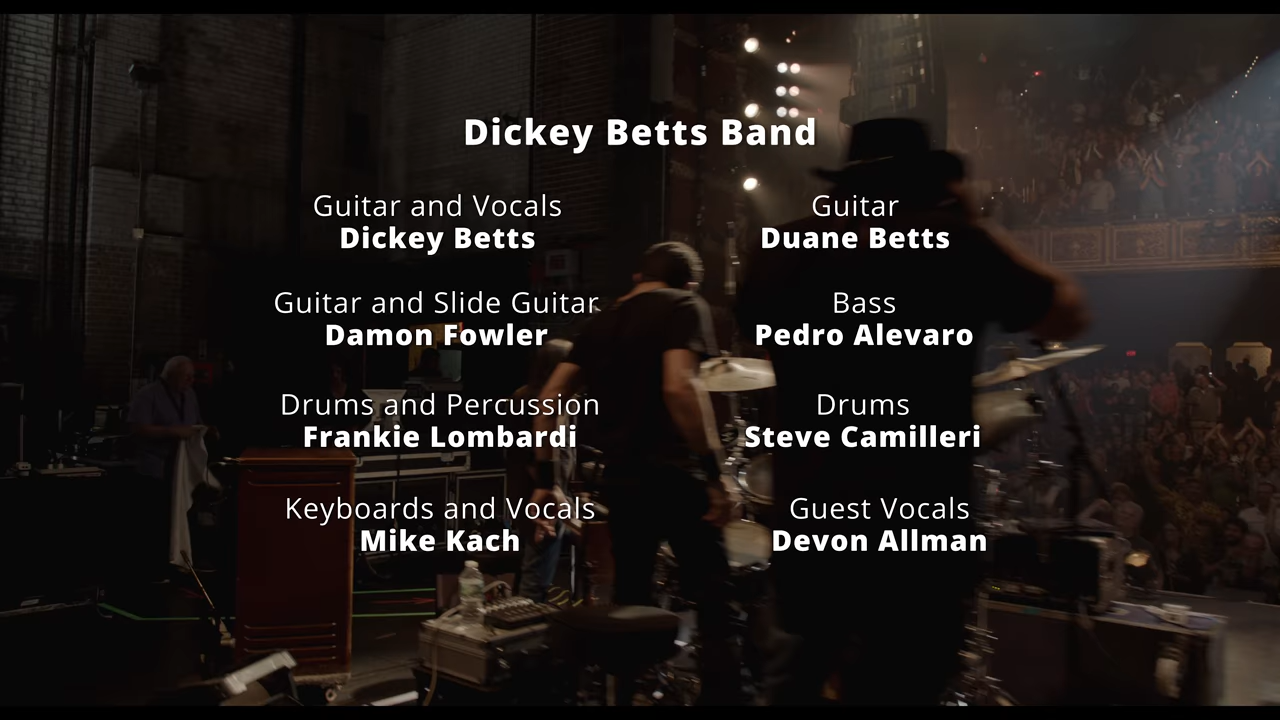 Dickey Betts Band
Guitar and Vocals
Dickey Betts
Guitar
Duane Betts
Guitar and Slide Guitar
Damon Fowler
Bass
Pedro Alevaro
Drums and Percussion
Frankie Lombardi
Drums
Steve Camilleri
Keyboards and Vocals
Mike Kach
Guest Vocals
Devon Allman